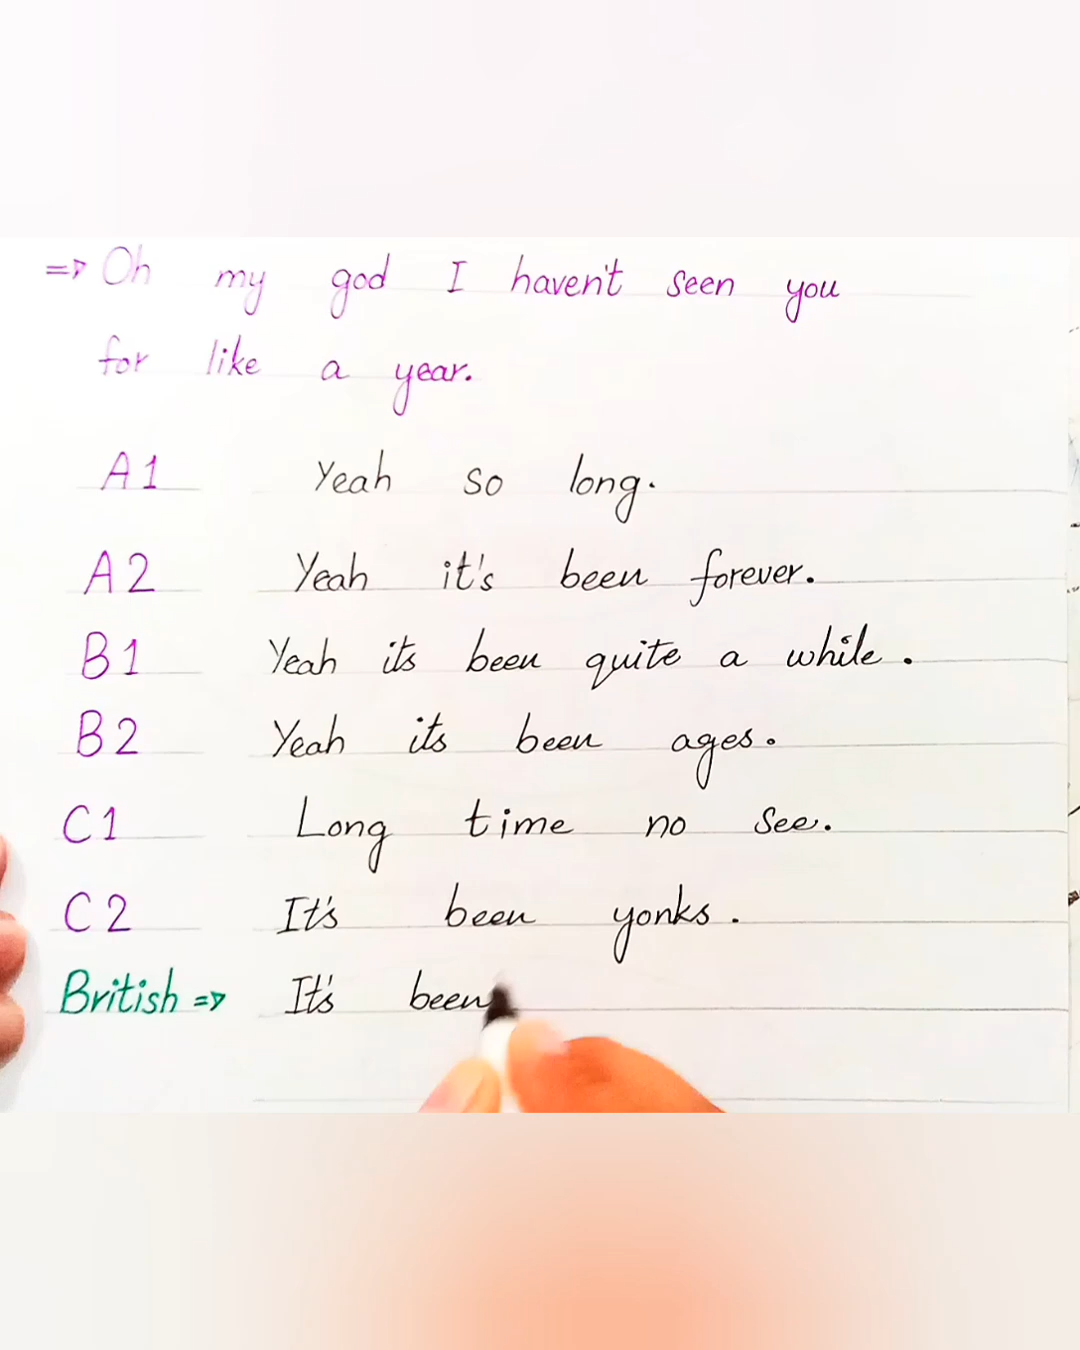 ⇒ Oh my god I haven't seen you
for like a year.
A1 Yeah so long.
A2 Yeah it's been forever.
B1 Yeah its been quite a while.
B2 Yeah its been ages.
C1 Long time no see.
C2 It's been yonks.
British ⇒ It's been